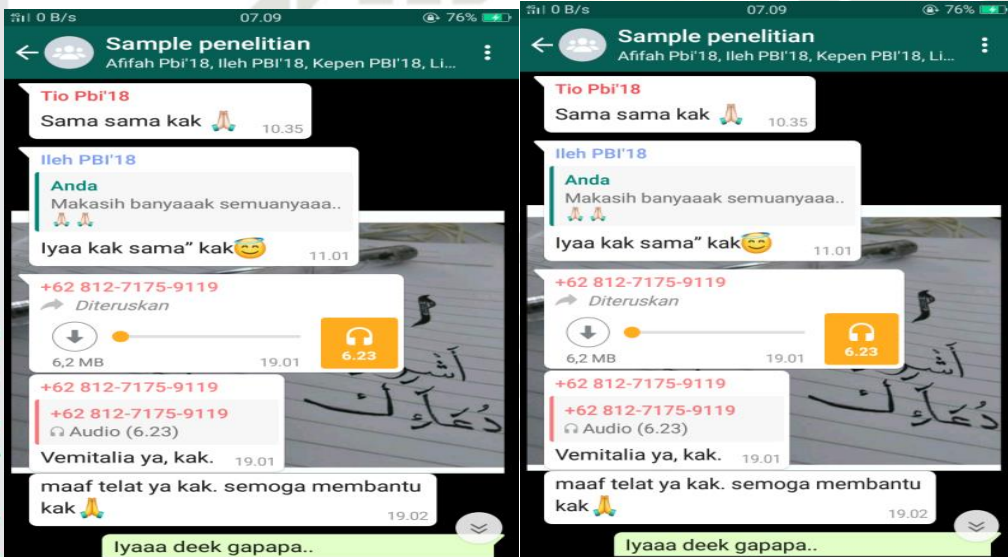 0 B/s 07.09 76%
Sample penelitian
Afifah Pbi'18, Ileh PBI'18, Kepen PBI'18, Li...
Tio Pbi'18
Sama sama kak 🙏🏻 10.35
Ileh PBI'18
Anda
Makasih banyaaak semuanyaaa..
🙏🏻 🙏🏻
Iyaa kak sama” kak😇 11.01
+62 812-7175-9119
Diteruskan
6.23
6,2 MB 19.01
+62 812-7175-9119
+62 812-7175-9119
Audio (6.23)
Vemitalia ya, kak. 19.01
maaf telat ya kak. semoga membantu
kak 🙏 19.02
Iyaaa deek gapapa..
دُعَائِكَ
0 B/s 07.09 76%
Sample penelitian
Afifah Pbi'18, Ileh PBI'18, Kepen PBI'18, Li...
Tio Pbi'18
Sama sama kak 🙏🏻 10.35
Ileh PBI'18
Anda
Makasih banyaaak semuanyaaa..
🙏🏻 🙏🏻
Iyaa kak sama” kak😇 11.01
+62 812-7175-9119
Diteruskan
6.23
6,2 MB 19.01
+62 812-7175-9119
+62 812-7175-9119
Audio (6.23)
Vemitalia ya, kak. 19.01
maaf telat ya kak. semoga membantu
kak 🙏 19.02
Iyaaa deek gapapa..
دُعَائِكَ